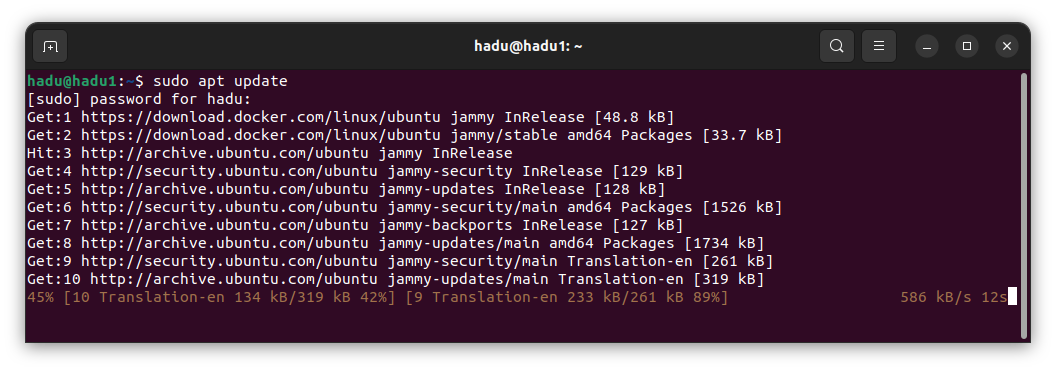 hadu@hadu1: ~
hadu@hadu1:~$ sudo apt update
[sudo] password for hadu:
Get:1 https://download.docker.com/linux/ubuntu jammy InRelease [48.8 kB]
Get:2 https://download.docker.com/linux/ubuntu jammy/stable amd64 Packages [33.7 kB]
Hit:3 http://archive.ubuntu.com/ubuntu jammy InRelease
Get:4 http://security.ubuntu.com/ubuntu jammy-security InRelease [129 kB]
Get:5 http://archive.ubuntu.com/ubuntu jammy-updates InRelease [128 kB]
Get:6 http://security.ubuntu.com/ubuntu jammy-security/main amd64 Packages [1526 kB]
Get:7 http://archive.ubuntu.com/ubuntu jammy-backports InRelease [127 kB]
Get:8 http://archive.ubuntu.com/ubuntu jammy-updates/main amd64 Packages [1734 kB]
Get:9 http://security.ubuntu.com/ubuntu jammy-security/main Translation-en [261 kB]
Get:10 http://archive.ubuntu.com/ubuntu jammy-updates/main Translation-en [319 kB]
45% [10 Translation-en 134 kB/319 kB 42%] [9 Translation-en 233 kB/261 kB 89%] 586 kB/s 12s